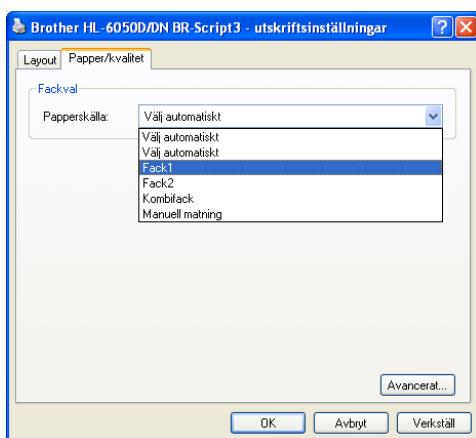 Brother HL-6050D/DN BR-Script3 - utskriftsinställningar
Layout Papper/kvalitet
Fackval
Papperskälla: Välj automatiskt
Välj automatiskt
Välj automatiskt
Fack1
Fack2
Kombifack
Manuell matning
Avancerat...
OK Avbryt Verkställ